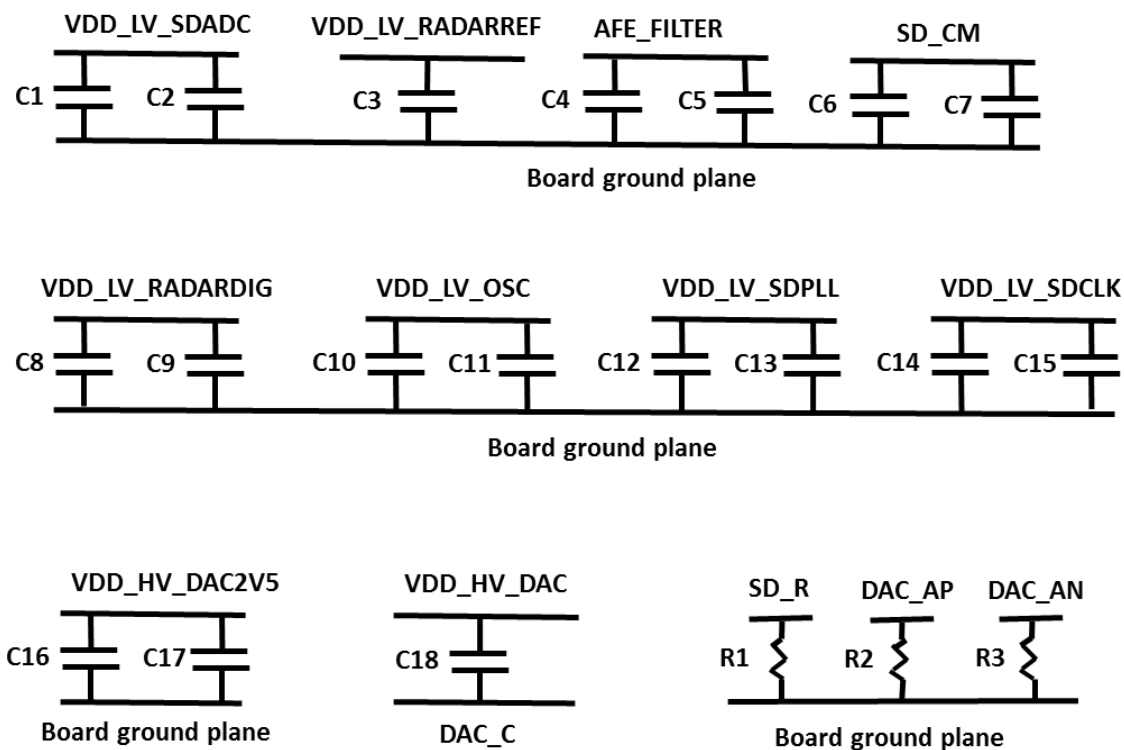 VDD_LV_SDADC VDD_LV_RADARREF AFE_FILTER SD_CM
C1 C2 C3 C4 C5 C6 C7
Board ground plane
VDD_LV_RADARDIG VDD_LV_OSC VDD_LV_SDPLL VDD_LV_SDCLK
C8 C9 C10 C11 C12 C13 C14 C15
Board ground plane
VDD_HV_DAC2V5 VDD_HV_DAC SD_R DAC_AP DAC_AN
C16 C17 C18 R1 R2 R3
Board ground plane DAC_C Board ground plane